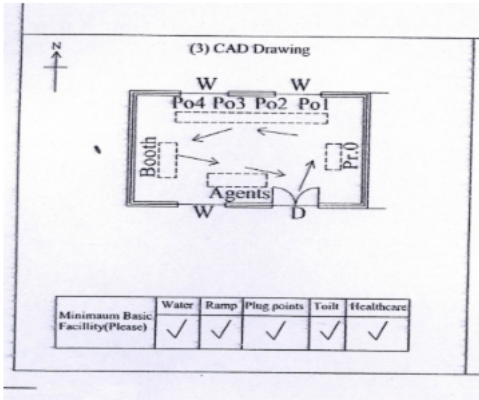 N
(3) CAD Drawing
W W
Po4 Po3 Po2 Po1
Booth
Pr.0
Agents
W D
Minimaum Basic Facillity(Please)
Water Ramp Plug points Toilt Healthcare
✓ ✓ ✓ ✓ ✓